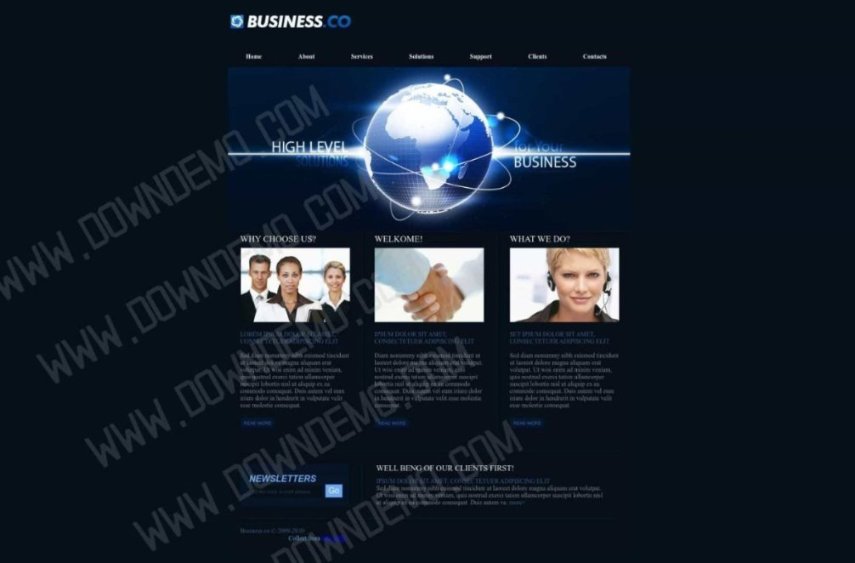 BUSINESS.CO
Home About Services Solutions Support Clients Contacts
HIGH LEVEL
SOLUTIONS
for Your
BUSINESS
WHY CHOOSE US?
LOREM IPSUM DOLOR SIT AMET,
CONSECTETUER ADIPISCING ELIT
Sed diam nonummy nibh euismod tincidunt
ut laoreet dolore magna aliquam erat
volutpat. Ut wisi enim ad minim veniam,
quis nostrud exerci tation ullamcorper
suscipit lobortis nisl ut aliquip ex ea
commodo consequat. Duis autem vel eum
iriure dolor in hendrerit in vulputate velit
esse molestie consequat.
READ MORE
WELKOME!
IPSUM DOLOR SIT AMET,
CONSECTETUER ADIPISCING ELIT
Diam nonummy nibh euismod tincidunt ut
laoreet dolore magna aliquam erat volutpat.
Ut wisi enim ad minim veniam, quis
nostrud exerci tation ullamcorper suscipit
lobortis nisl ut aliquip ex ea commodo
consequat. Duis autem vel eum iriure dolor
in hendrerit in vulputate velit esse molestie
consequat.
READ MORE
WHAT WE DO?
SET IPSUM DOLOR SIT AMET,
CONSECTETUER ADIPISCING ELIT
Sed diam nonummy nibh euismod tincidunt
ut laoreet dolore magna aliquam erat
volutpat. Ut wisi enim ad minim veniam,
quis nostrud exerci tation ullamcorper
suscipit lobortis nisl ut aliquip ex ea
commodo consequat. Duis autem vel eum
iriure dolor in hendrerit in vulputate velit
esse molestie consequat.
READ MORE
NEWSLETTERS
Go
WELL BENG OF OUR CLIENTS FIRST!
IPSUM DOLOR SIT AMET, CONSECTETUER ADIPISCING ELIT
Sed diam nonummy nibh euismod tincidunt ut laoreet dolore magna aliquam erat volutpat.
Ut wisi enim ad minim veniam, quis nostrud exerci tation ullamcorper suscipit lobortis nisl
ut aliquip ex ea commodo consequat. Duis autem ve more›
Business.co © 2009-2010
Collect from
WWW.DOWNDEMO.COM
WWW.DOWNDEMO.COM
WWW.DOWNDEMO.COM
WWW.DOWNDEMO.COM
DOWNDEMO.COM